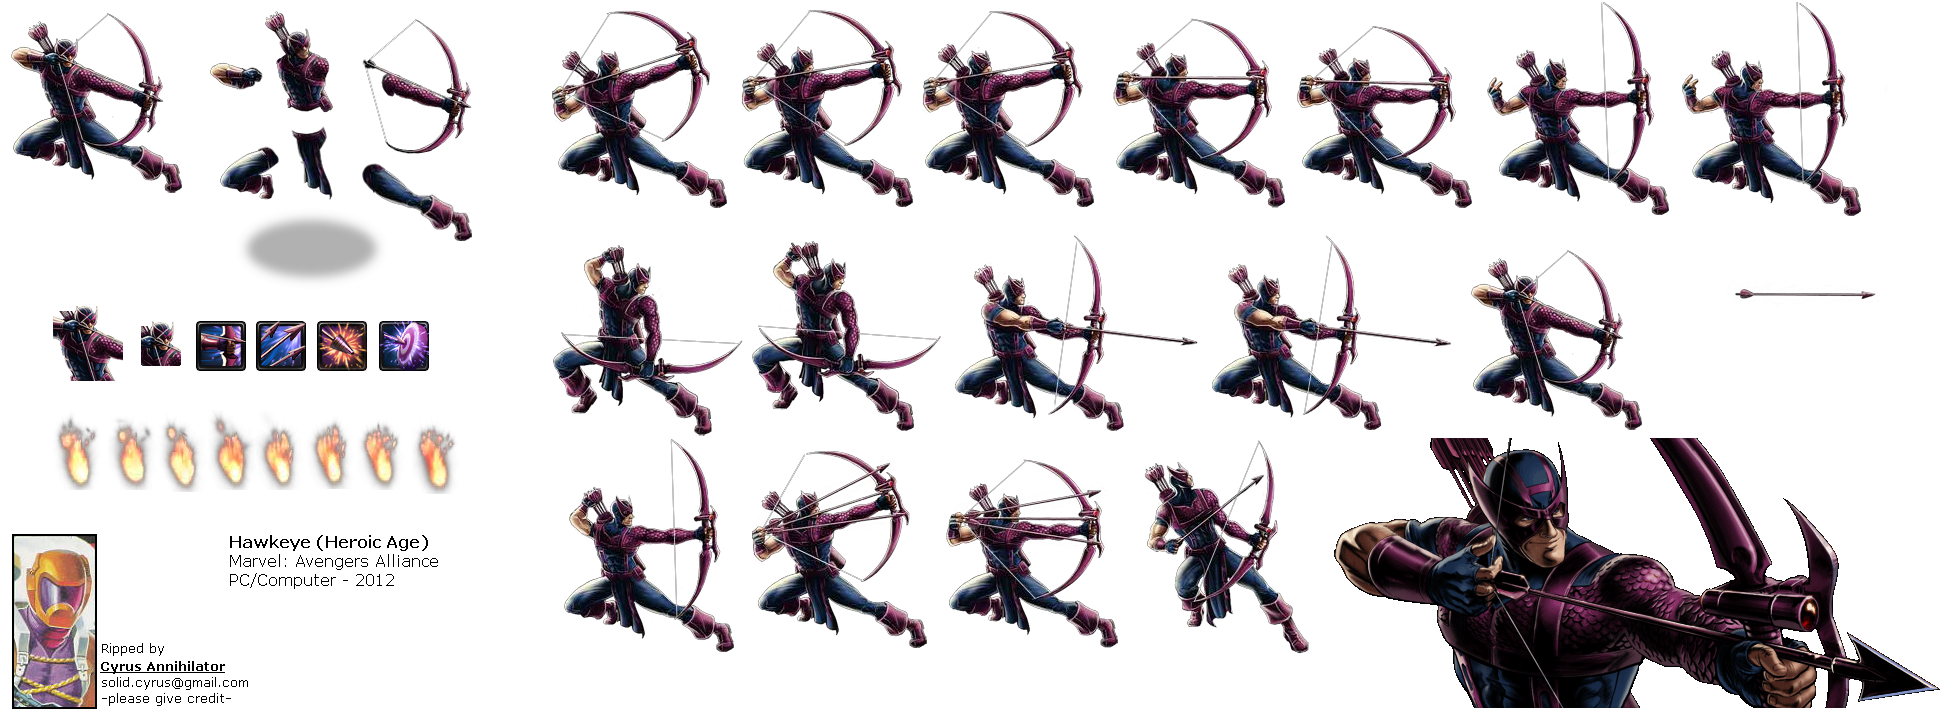 Hawkeye (Heroic Age)
Marvel: Avengers Alliance
PC/Computer - 2012
Ripped by
Cyrus Annihilator
solid.cyrus@gmail.com
-please give credit-